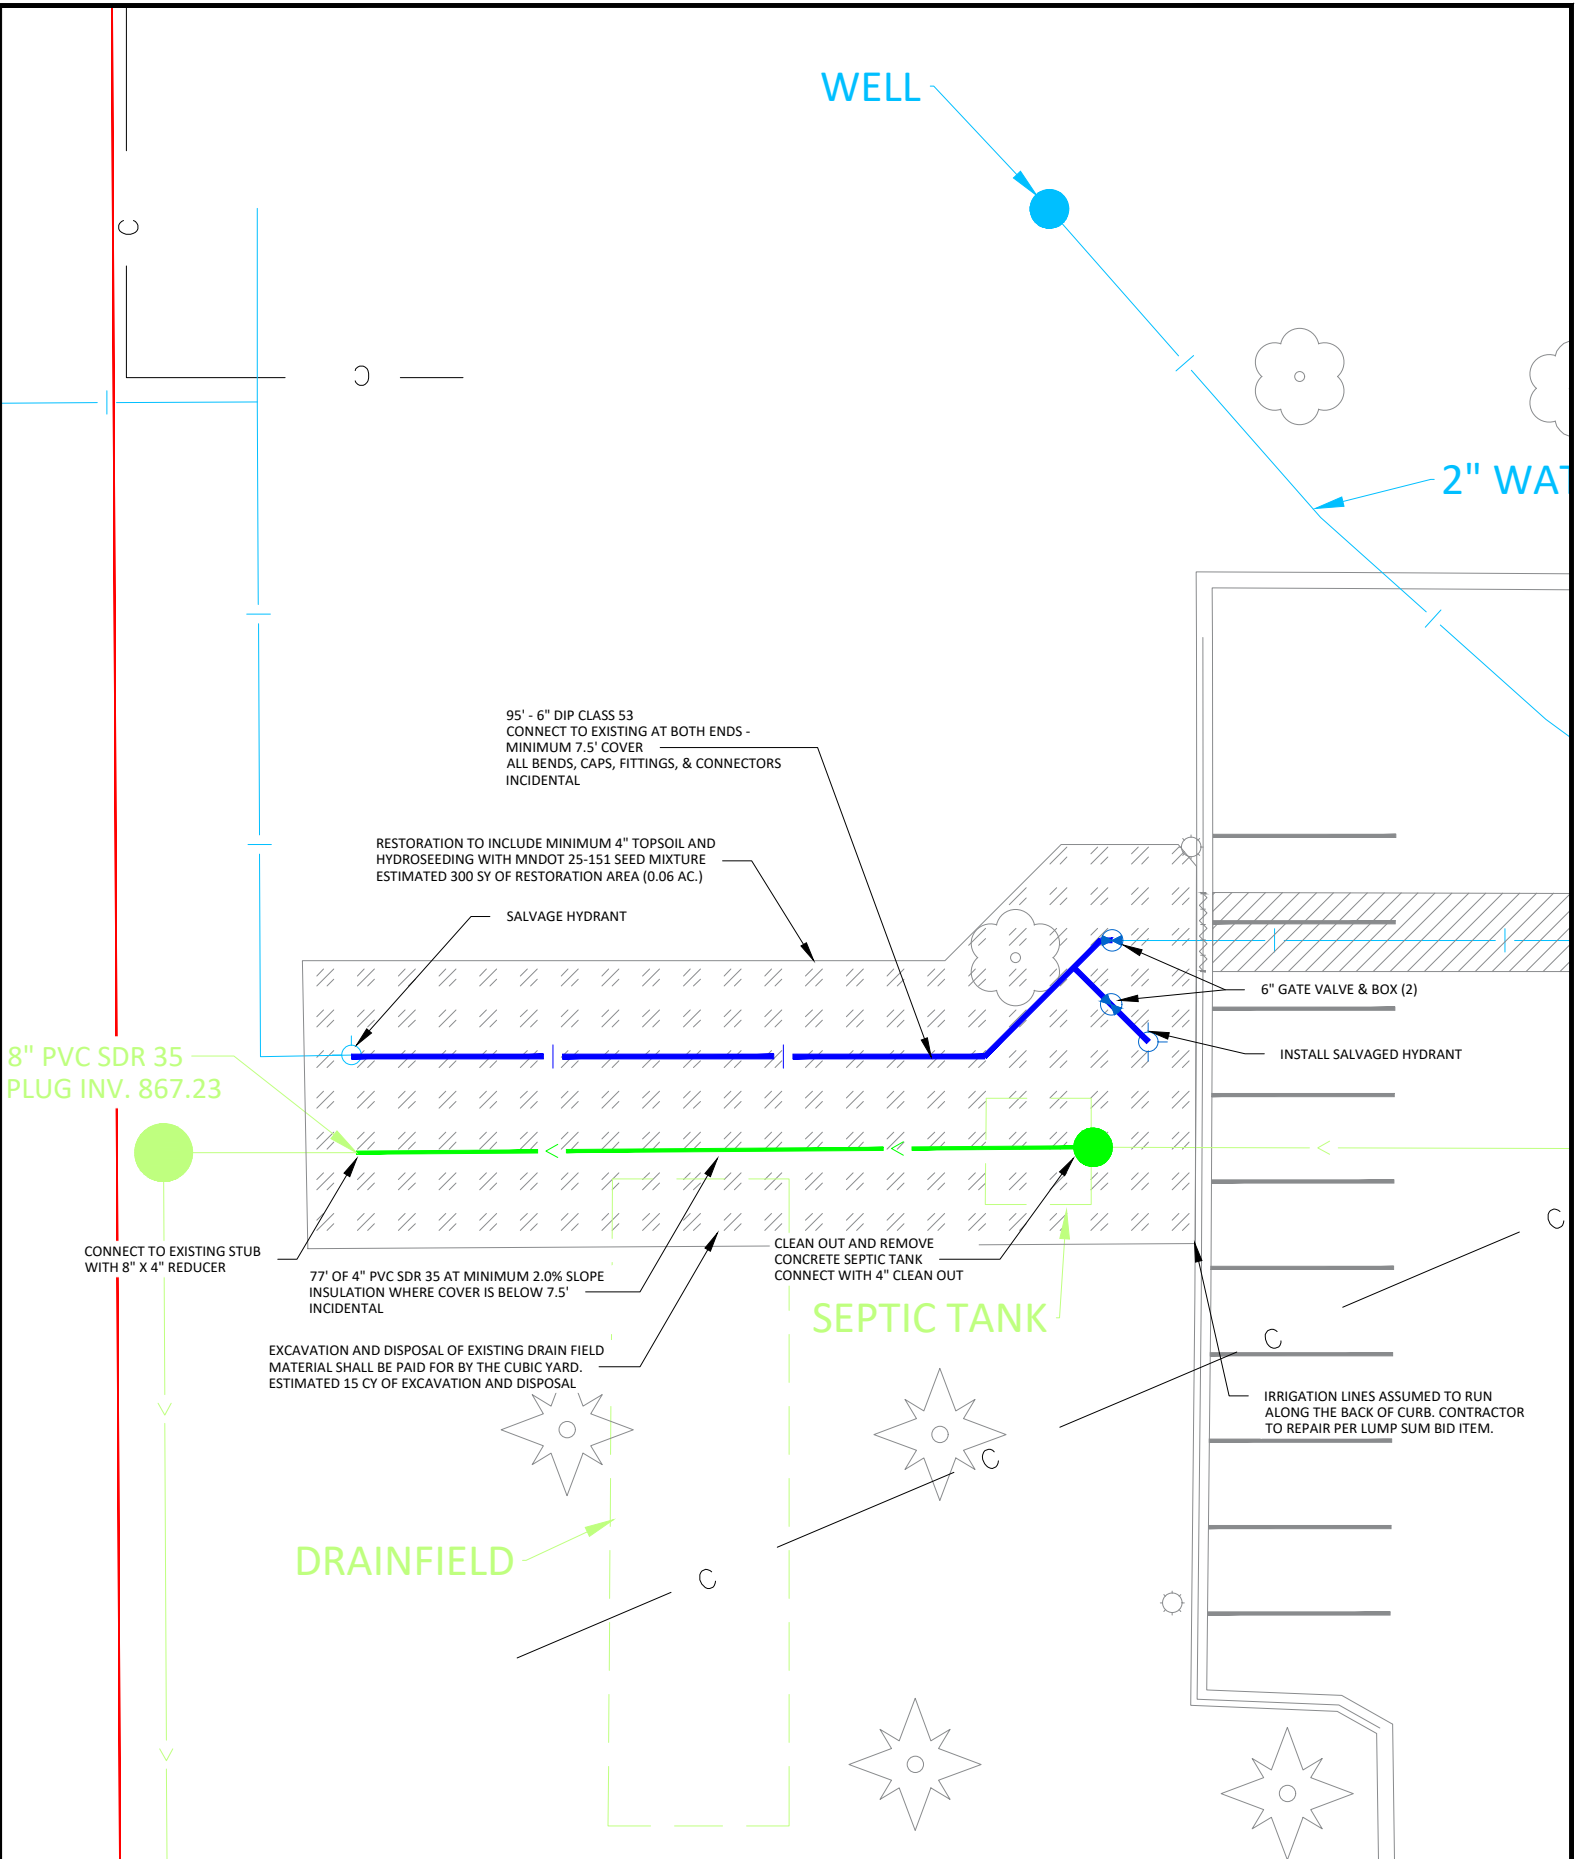 WELL
C
C
2" WAT
95' - 6" DIP CLASS 53
CONNECT TO EXISTING AT BOTH ENDS -
MINIMUM 7.5' COVER
ALL BENDS, CAPS, FITTINGS, & CONNECTORS
INCIDENTAL
RESTORATION TO INCLUDE MINIMUM 4" TOPSOIL AND
HYDROSEEDING WITH MNDOT 25-151 SEED MIXTURE
ESTIMATED 300 SY OF RESTORATION AREA (0.06 AC.)
SALVAGE HYDRANT
6" GATE VALVE & BOX (2)
INSTALL SALVAGED HYDRANT
8" PVC SDR 35
PLUG INV. 867.23
CONNECT TO EXISTING STUB
WITH 8" X 4" REDUCER
77' OF 4" PVC SDR 35 AT MINIMUM 2.0% SLOPE
INSULATION WHERE COVER IS BELOW 7.5'
INCIDENTAL
CLEAN OUT AND REMOVE
CONCRETE SEPTIC TANK
CONNECT WITH 4" CLEAN OUT
SEPTIC TANK
EXCAVATION AND DISPOSAL OF EXISTING DRAIN FIELD
MATERIAL SHALL BE PAID FOR BY THE CUBIC YARD.
ESTIMATED 15 CY OF EXCAVATION AND DISPOSAL
C
C
IRRIGATION LINES ASSUMED TO RUN
ALONG THE BACK OF CURB. CONTRACTOR
TO REPAIR PER LUMP SUM BID ITEM.
C
DRAINFIELD
C